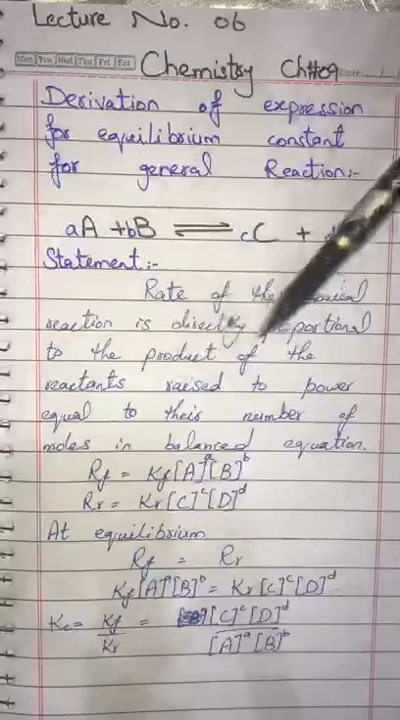 Lecture No. 06
Mon Tue Wed Thu Fri Sat
Chemistry Ch#09
Derivation of expression
for equilibrium constant
for general Reaction:-
aA + bB ⇌ cC +
Statement:-
Rate of the
reaction is directly
to the product of the
reactants raised to power
equal to their number of
moles in balanced equation.
Rf = Kf[A]ᵃ[B]ᵇ
Rr = Kr[C]ᶜ[D]ᵈ
At equilibrium
Rf = Rr
Kf[A]ᵃ[B]ᵇ = Kr[C]ᶜ[D]ᵈ
Kc = Kf/Kr = [C]ᶜ[D]ᵈ/[A]ᵃ[B]ᵇ